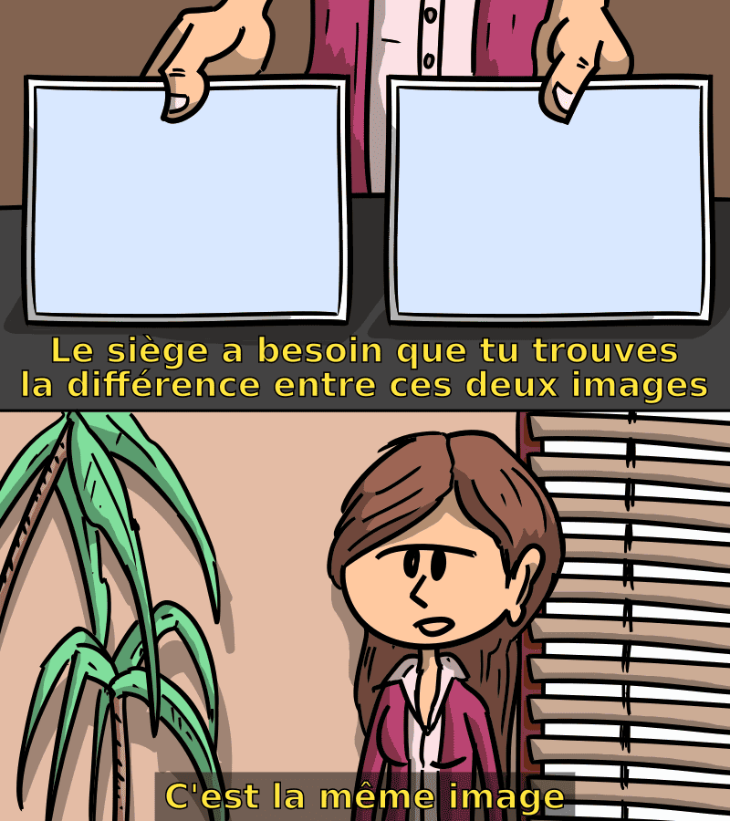 Le siège a besoin que tu trouves
la différence entre ces deux images
C'est la même image